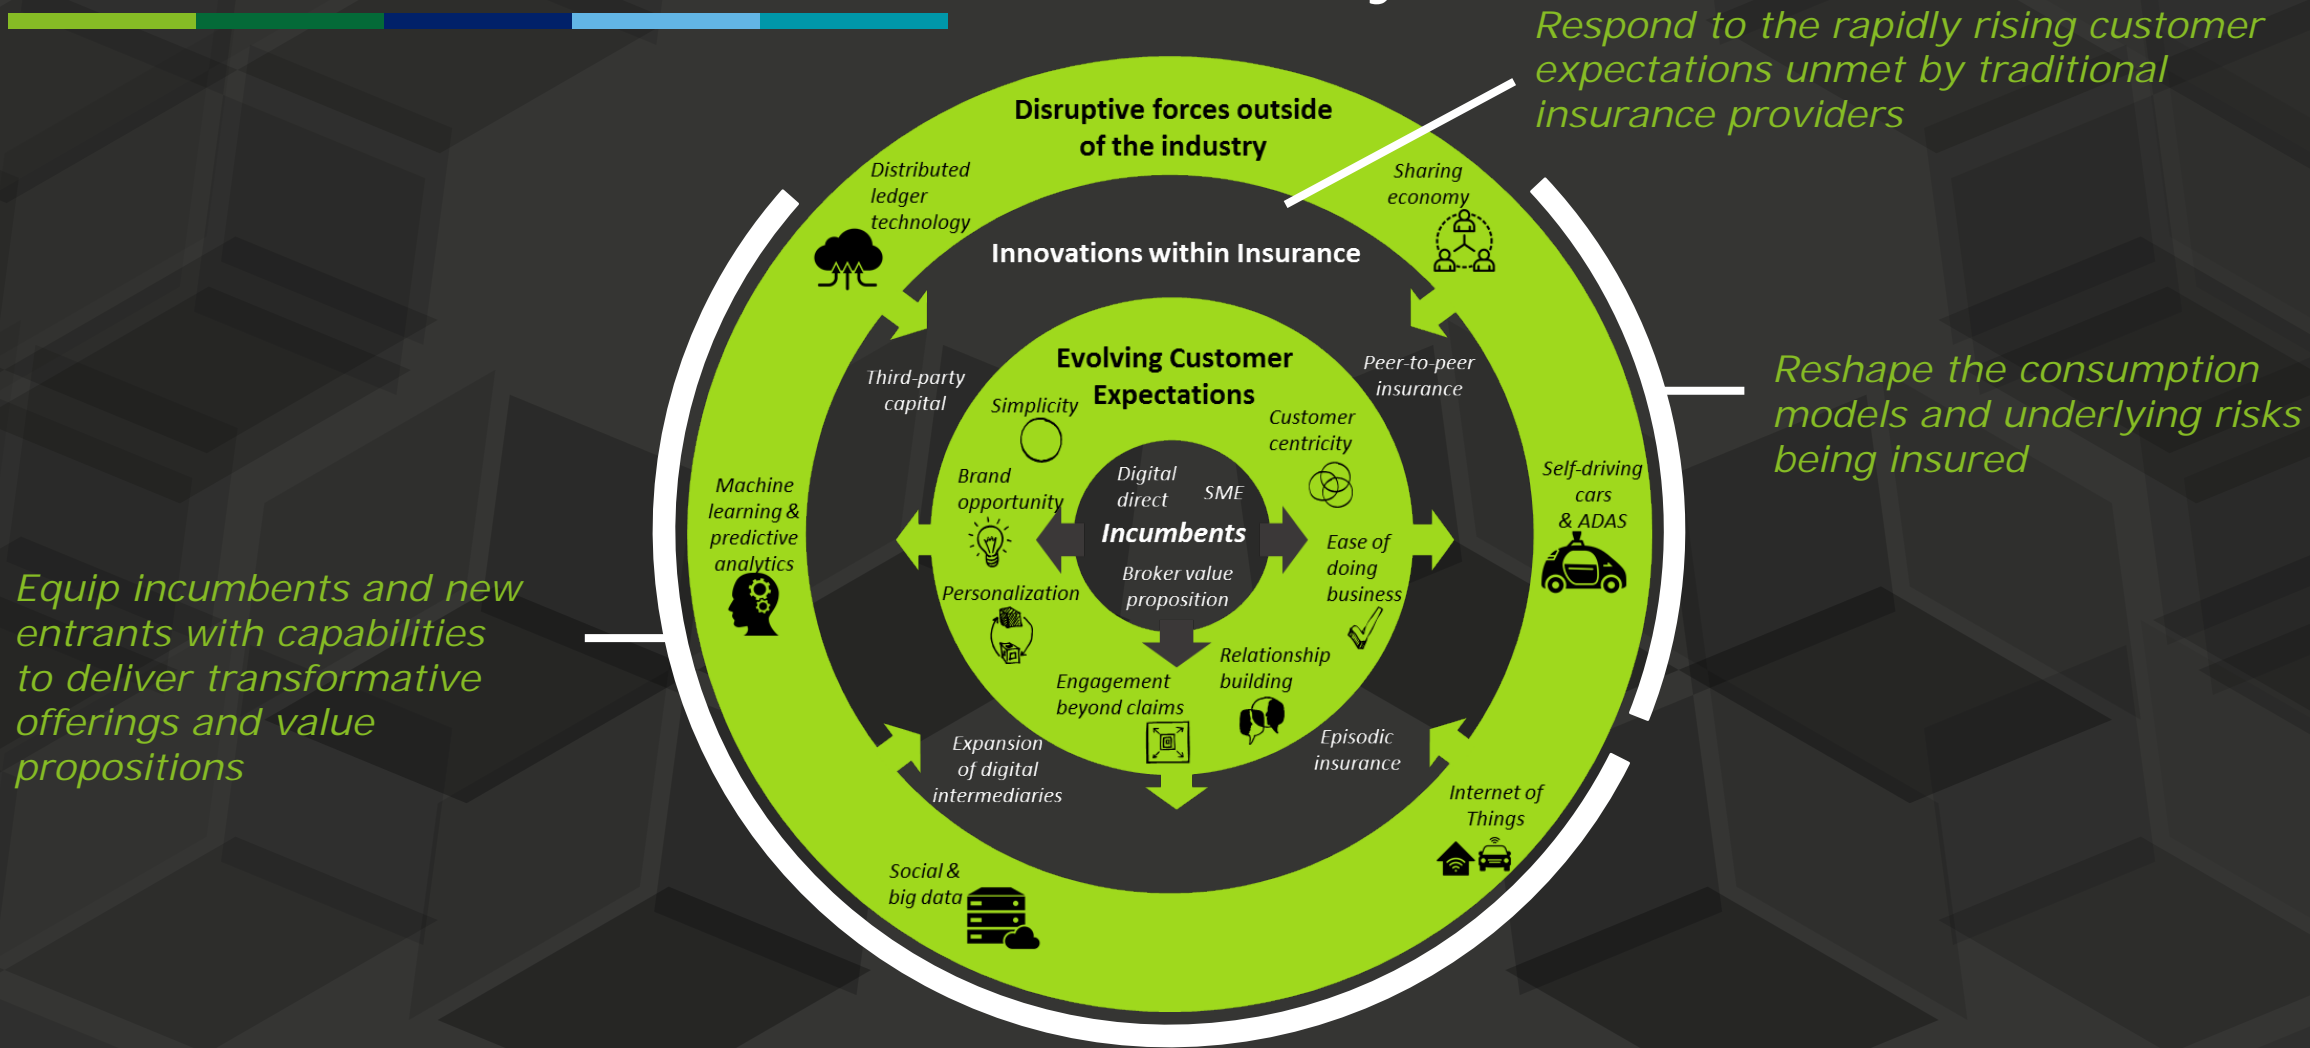 Respond to the rapidly rising customer
expectations unmet by traditional
insurance providers
Disruptive forces outside
of the industry
Distributed
ledger
technology
Sharing
economy
Innovations within Insurance
Third-party
capital
Peer-to-peer
insurance
Evolving Customer
Expectations
Simplicity
Customer
centricity
Brand
opportunity
Digital
direct
SME
Incumbents
Broker value
proposition
Ease of
doing
business
Personalization
Relationship
building
Engagement
beyond claims
Machine
learning &
predictive
analytics
Self-driving
cars
& ADAS
Reshape the consumption
models and underlying risks
being insured
Equip incumbents and new
entrants with capabilities
to deliver transformative
offerings and value
propositions
Expansion
of digital
intermediaries
Episodic
insurance
Internet of
Things
Social &
big data